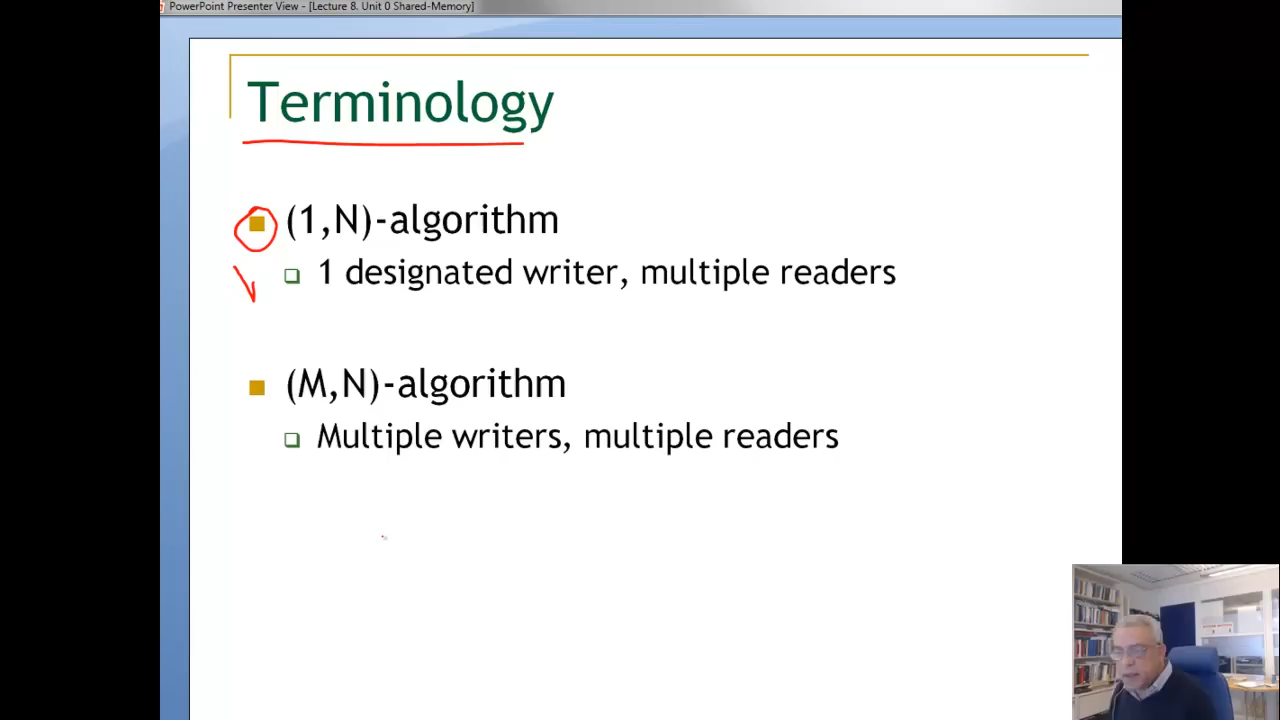 PowerPoint Presenter View - [Lecture 8. Unit 0 Shared-Memory]
Terminology
(1,N)-algorithm
1 designated writer, multiple readers
(M,N)-algorithm
Multiple writers, multiple readers